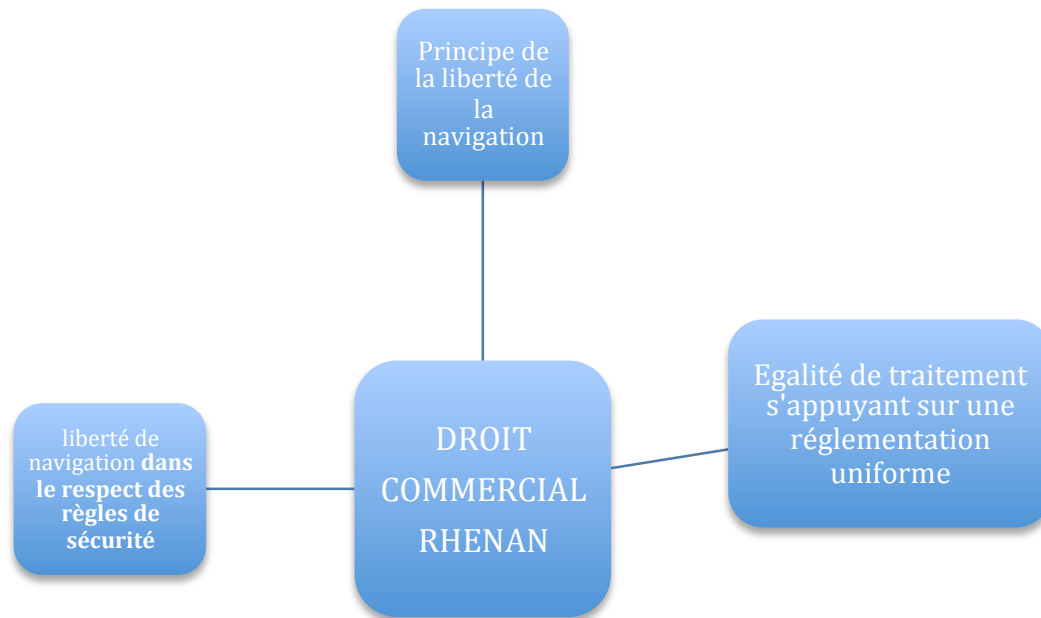 Principe de
la liberté de
la
navigation
Egalité de traitement
s'appuyant sur une
réglementation
uniforme
liberté de
navigation dans
le respect des
règles de
sécurité
DROIT
COMMERCIAL
RHENAN